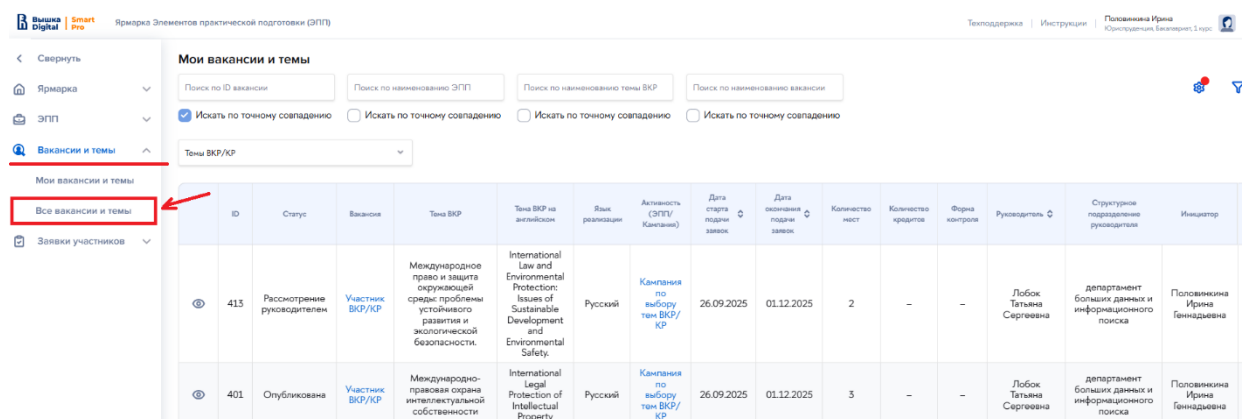 Вышка Digital Smart Pro
Ярмарка Элементов практической подготовки (ЭПП)
Техподдержка
Инструкции
Половинкина Ирина
Юриспруденция, Бакалавриат, 1 курс
Свернуть
Ярмарка
ЭПП
Вакансии и темы
Мои вакансии и темы
Все вакансии и темы
Заявки участников
Мои вакансии и темы
Поиск по ID вакансии
Поиск по наименованию ЭПП
Поиск по наименованию темы ВКР
Поиск по наименованию вакансии
Искать по точному совпадению
Искать по точному совпадению
Искать по точному совпадению
Искать по точному совпадению
Темы ВКР/КР
ID
Статус
Вакансия
Тема ВКР
Тема ВКР на
английском
Язык
реализации
Активность
(ЭПП/
Кампания)
Дата
старта
подачи
заявок
Дата
окончания
подачи
заявок
Количество
мест
Количество
кредитов
Форма
контроля
Руководитель
Структурное
подразделение
руководителя
Инициатор
413
Рассмотрение
руководителем
Участник
ВКР/КР
Международное
право и защита
окружающей
среды: проблемы
устойчивого
развития и
экологической
безопасности.
International
Law and
Environmental
Protection:
Issues of
Sustainable
Development
and
Environmental
Safety.
Русский
Кампания
по
выбору
тем ВКР/
КР
26.09.2025
01.12.2025
2
–
–
Лобок
Татьяна
Сергеевна
департамент
больших данных и
информационного
поиска
Половинкина
Ирина
Геннадьевна
401
Опубликована
Участник
ВКР/КР
Международно-
правовая охрана
интеллектуальной
собственности
International
Legal
Protection of
Intellectual
Property
Русский
Кампания
по
выбору
тем ВКР/
КР
26.09.2025
01.12.2025
3
–
–
Лобок
Татьяна
Сергеевна
департамент
больших данных и
информационного
поиска
Половинкина
Ирина
Геннадьевна